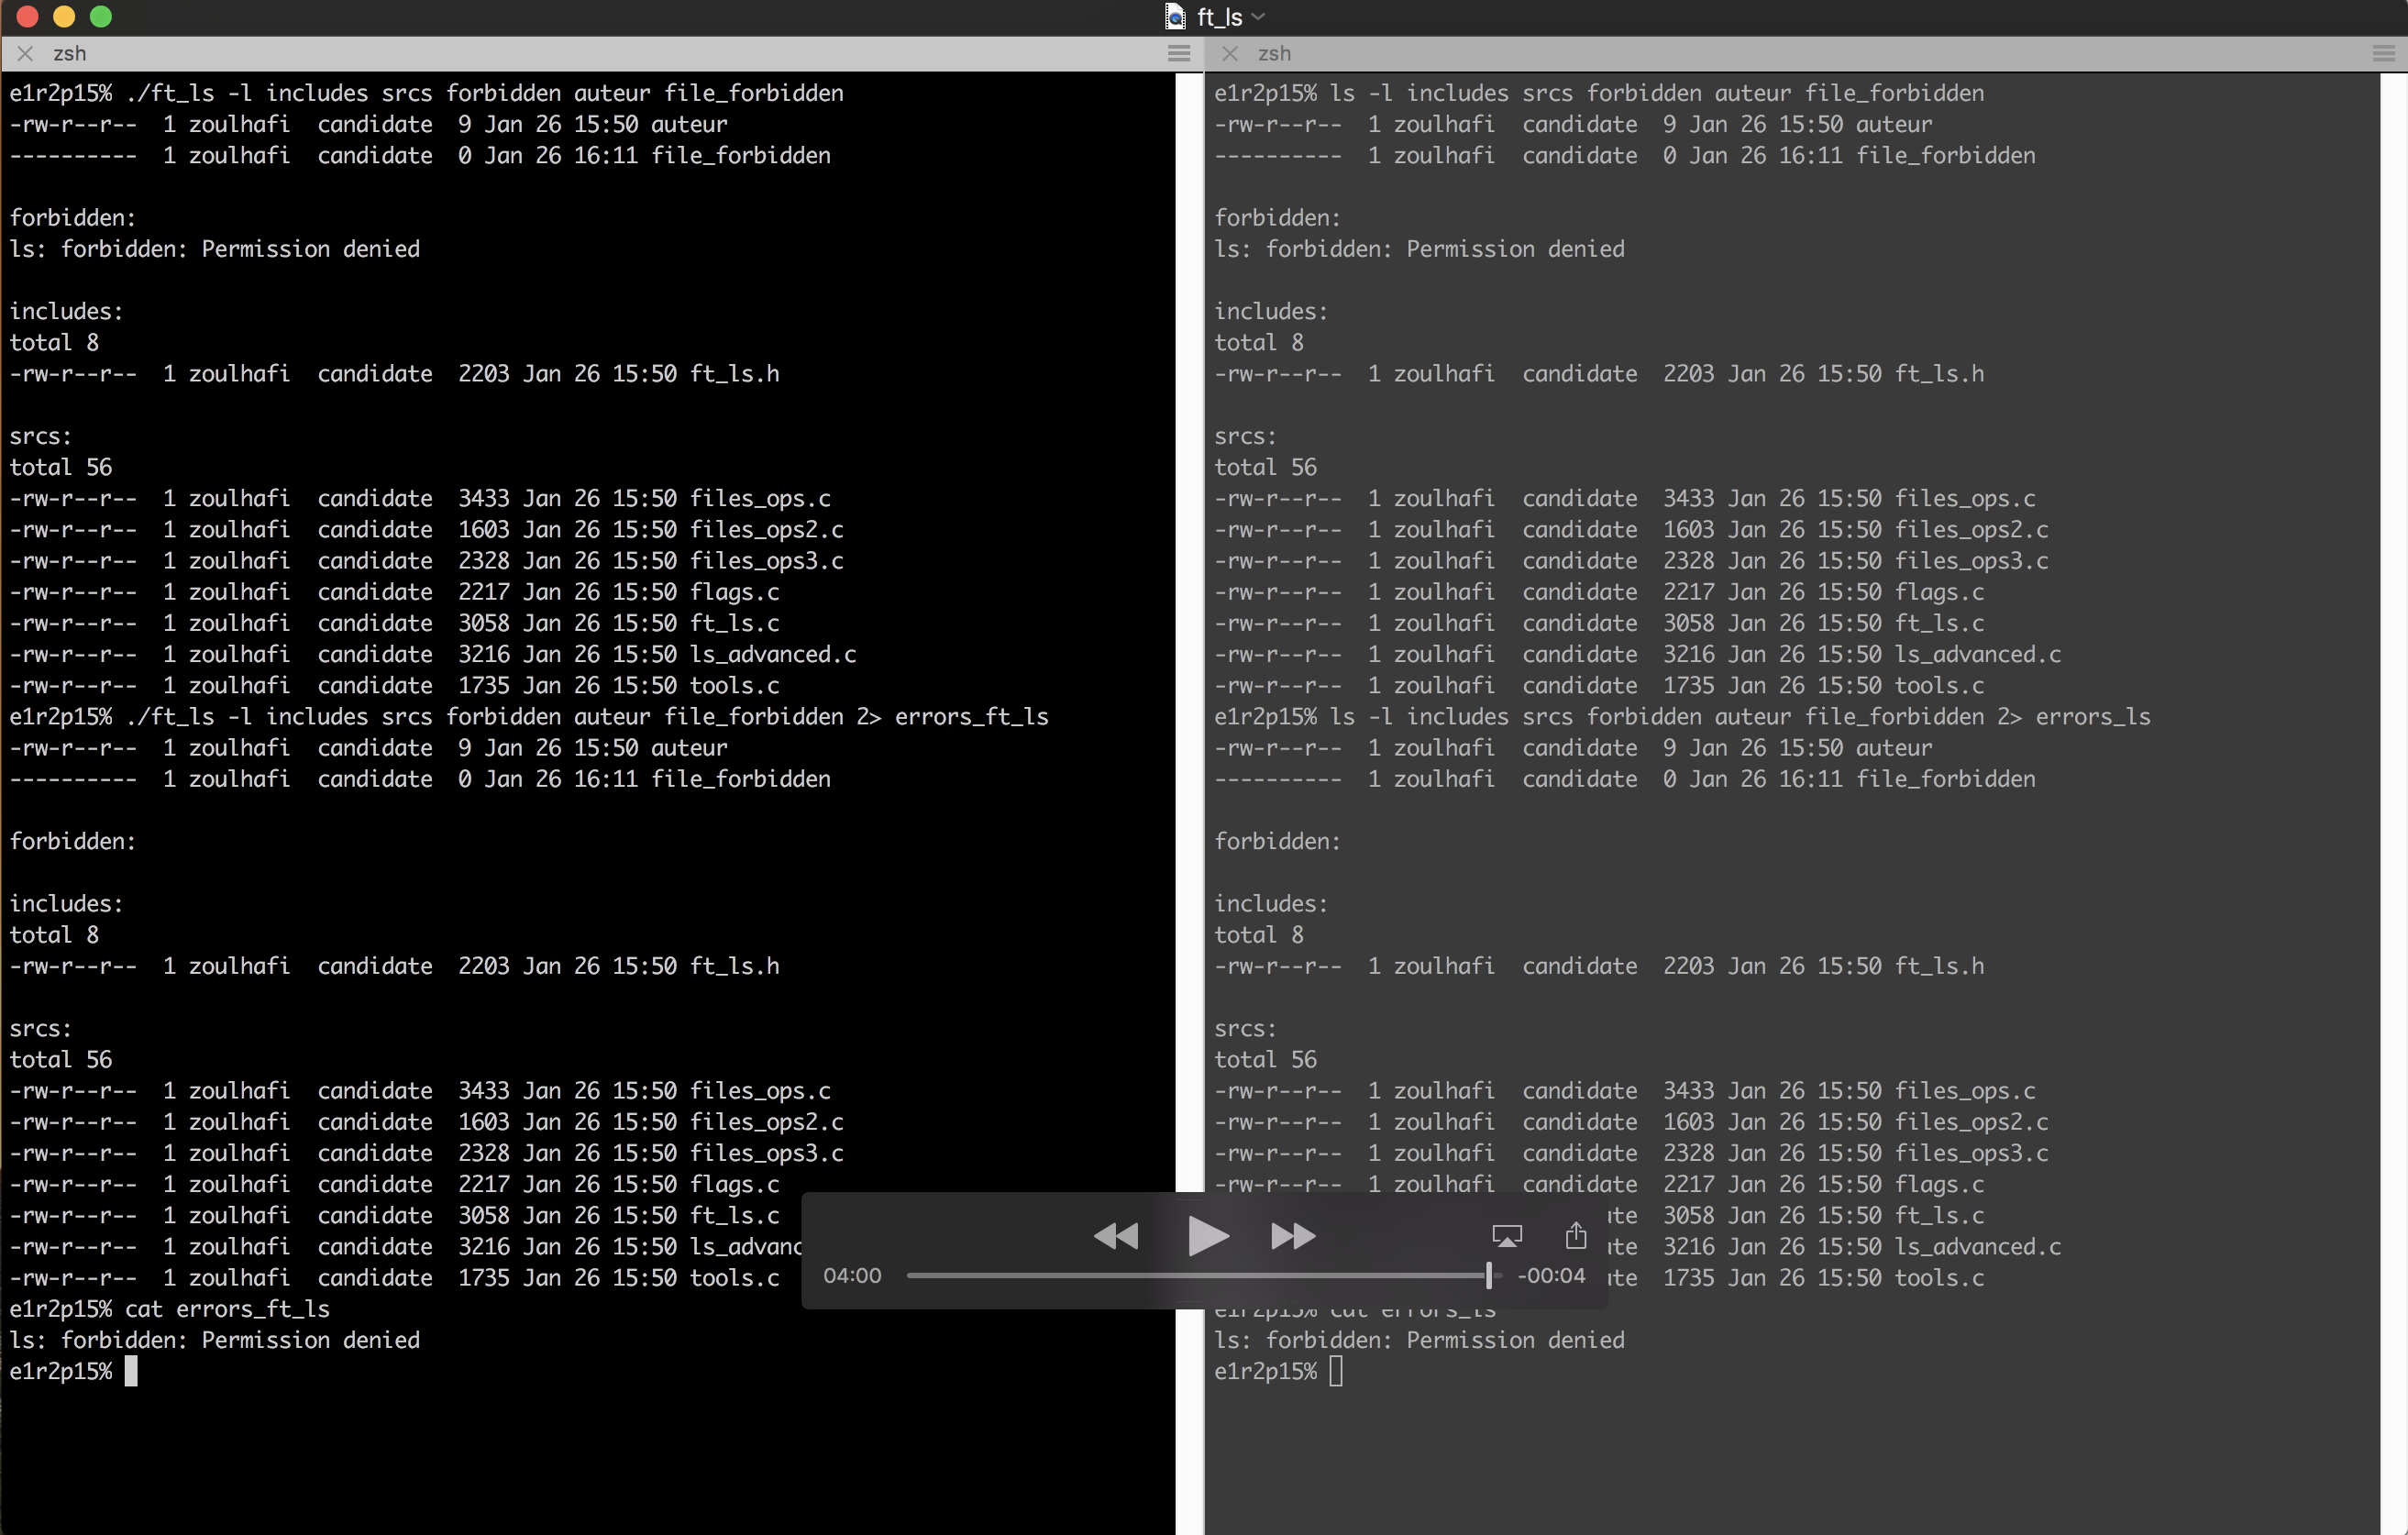 ft_ls
zsh
e1r2p15% ./ft_ls -l includes srcs forbidden auteur file_forbidden
-rw-r--r--  1 zoulhafi  candidate  9 Jan 26 15:50 auteur
----------  1 zoulhafi  candidate  0 Jan 26 16:11 file_forbidden
forbidden:
ls: forbidden: Permission denied
includes:
total 8
-rw-r--r--  1 zoulhafi  candidate  2203 Jan 26 15:50 ft_ls.h
srcs:
total 56
-rw-r--r--  1 zoulhafi  candidate  3433 Jan 26 15:50 files_ops.c
-rw-r--r--  1 zoulhafi  candidate  1603 Jan 26 15:50 files_ops2.c
-rw-r--r--  1 zoulhafi  candidate  2328 Jan 26 15:50 files_ops3.c
-rw-r--r--  1 zoulhafi  candidate  2217 Jan 26 15:50 flags.c
-rw-r--r--  1 zoulhafi  candidate  3058 Jan 26 15:50 ft_ls.c
-rw-r--r--  1 zoulhafi  candidate  3216 Jan 26 15:50 ls_advanced.c
-rw-r--r--  1 zoulhafi  candidate  1735 Jan 26 15:50 tools.c
e1r2p15% ./ft_ls -l includes srcs forbidden auteur file_forbidden 2> errors_ft_ls
-rw-r--r--  1 zoulhafi  candidate  9 Jan 26 15:50 auteur
----------  1 zoulhafi  candidate  0 Jan 26 16:11 file_forbidden
forbidden:
includes:
total 8
-rw-r--r--  1 zoulhafi  candidate  2203 Jan 26 15:50 ft_ls.h
srcs:
total 56
-rw-r--r--  1 zoulhafi  candidate  3433 Jan 26 15:50 files_ops.c
-rw-r--r--  1 zoulhafi  candidate  1603 Jan 26 15:50 files_ops2.c
-rw-r--r--  1 zoulhafi  candidate  2328 Jan 26 15:50 files_ops3.c
-rw-r--r--  1 zoulhafi  candidate  2217 Jan 26 15:50 flags.c
-rw-r--r--  1 zoulhafi  candidate  3058 Jan 26 15:50 ft_ls.c
-rw-r--r--  1 zoulhafi  candidate  3216 Jan 26 15:50 ls_advanc
-rw-r--r--  1 zoulhafi  candidate  1735 Jan 26 15:50 tools.c
e1r2p15% cat errors_ft_ls
ls: forbidden: Permission denied
e1r2p15%
zsh
e1r2p15% ls -l includes srcs forbidden auteur file_forbidden
-rw-r--r--  1 zoulhafi  candidate  9 Jan 26 15:50 auteur
----------  1 zoulhafi  candidate  0 Jan 26 16:11 file_forbidden
forbidden:
ls: forbidden: Permission denied
includes:
total 8
-rw-r--r--  1 zoulhafi  candidate  2203 Jan 26 15:50 ft_ls.h
srcs:
total 56
-rw-r--r--  1 zoulhafi  candidate  3433 Jan 26 15:50 files_ops.c
-rw-r--r--  1 zoulhafi  candidate  1603 Jan 26 15:50 files_ops2.c
-rw-r--r--  1 zoulhafi  candidate  2328 Jan 26 15:50 files_ops3.c
-rw-r--r--  1 zoulhafi  candidate  2217 Jan 26 15:50 flags.c
-rw-r--r--  1 zoulhafi  candidate  3058 Jan 26 15:50 ft_ls.c
-rw-r--r--  1 zoulhafi  candidate  3216 Jan 26 15:50 ls_advanced.c
-rw-r--r--  1 zoulhafi  candidate  1735 Jan 26 15:50 tools.c
e1r2p15% ls -l includes srcs forbidden auteur file_forbidden 2> errors_ls
-rw-r--r--  1 zoulhafi  candidate  9 Jan 26 15:50 auteur
----------  1 zoulhafi  candidate  0 Jan 26 16:11 file_forbidden
forbidden:
includes:
total 8
-rw-r--r--  1 zoulhafi  candidate  2203 Jan 26 15:50 ft_ls.h
srcs:
total 56
-rw-r--r--  1 zoulhafi  candidate  3433 Jan 26 15:50 files_ops.c
-rw-r--r--  1 zoulhafi  candidate  1603 Jan 26 15:50 files_ops2.c
-rw-r--r--  1 zoulhafi  candidate  2328 Jan 26 15:50 files_ops3.c
-rw-r--r--  1 zoulhafi  candidate  2217 Jan 26 15:50 flags.c
3058 Jan 26 15:50 ft_ls.c
3216 Jan 26 15:50 ls_advanced.c
1735 Jan 26 15:50 tools.c
e1r2p15% cat errors_ls
ls: forbidden: Permission denied
e1r2p15%
04:00
-00:04